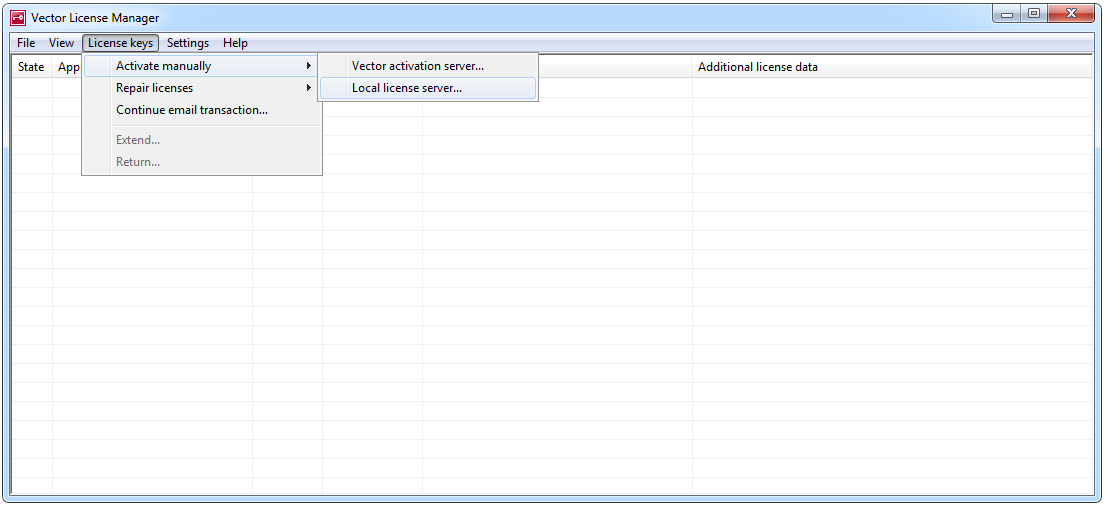 Vector License Manager
File View License keys Settings Help
State App Additional license data
Activate manually
Repair licenses
Continue email transaction...
Extend...
Return...
Vector activation server...
Local license server...